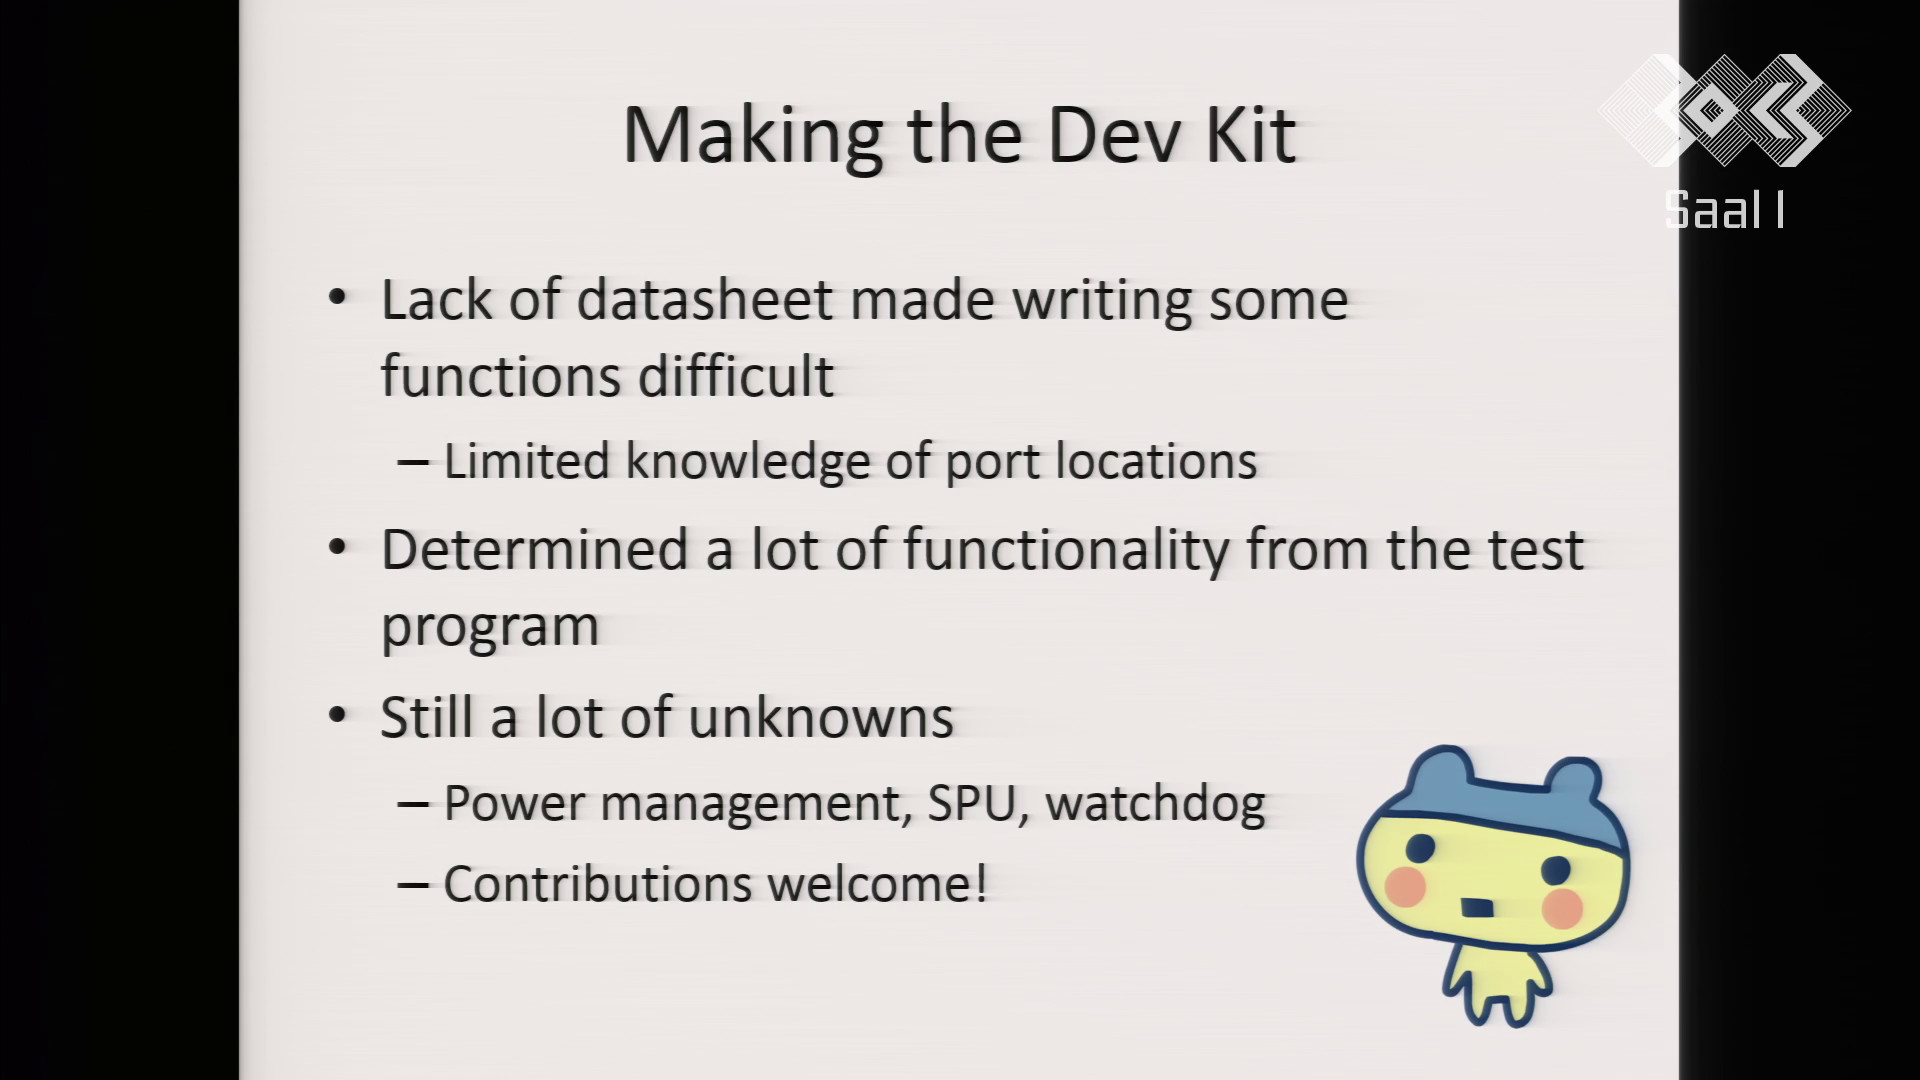 Making the Dev Kit
Saal 1
• Lack of datasheet made writing some
functions difficult
– Limited knowledge of port locations
• Determined a lot of functionality from the test
program
• Still a lot of unknowns
– Power management, SPU, watchdog
– Contributions welcome!